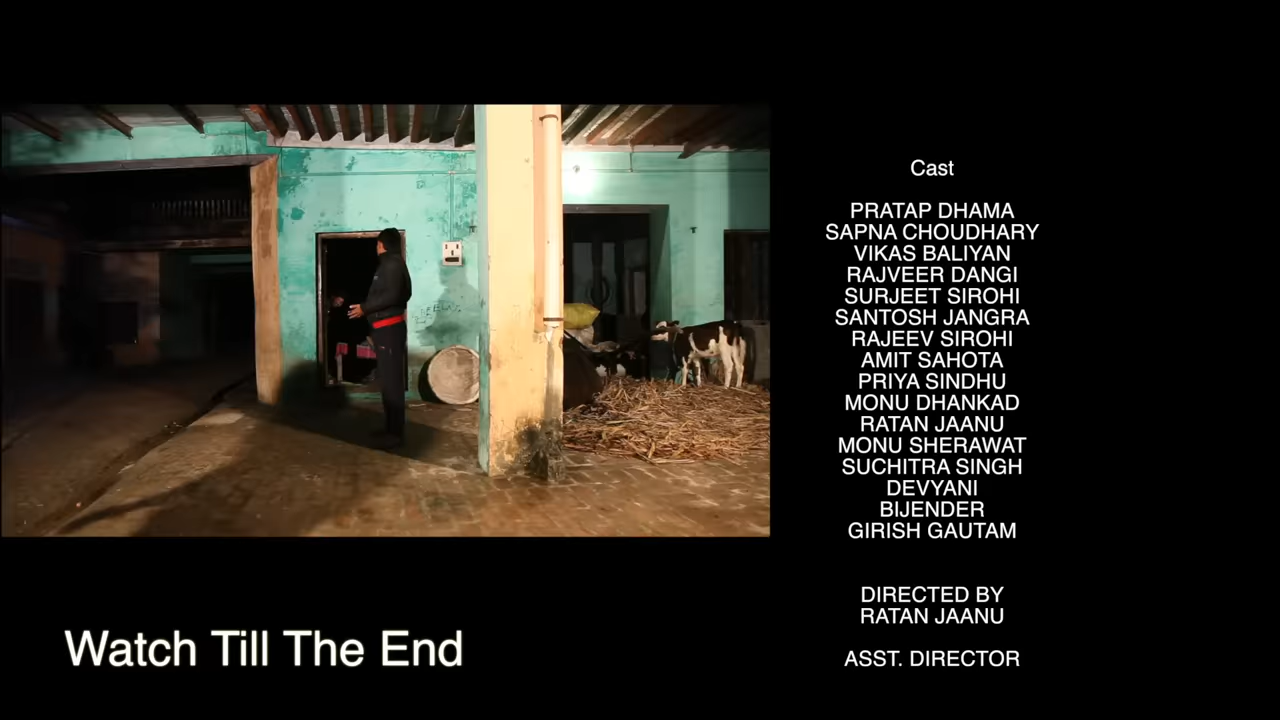 Cast
PRATAP DHAMA
SAPNA CHOUDHARY
VIKAS BALIYAN
RAJVEER DANGI
SURJEET SIROHI
SANTOSH JANGRA
RAJEEV SIROHI
AMIT SAHOTA
PRIYA SINDHU
MONU DHANKAD
RATAN JAANU
MONU SHERAWAT
SUCHITRA SINGH
DEVYANI
BIJENDER
GIRISH GAUTAM
DIRECTED BY
RATAN JAANU
ASST. DIRECTOR
Watch Till The End